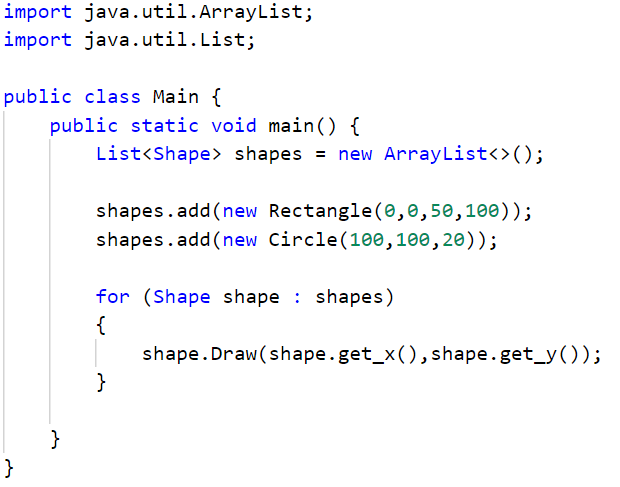 import java.util.ArrayList;
import java.util.List;
public class Main {
public static void main() {
List<Shape> shapes = new ArrayList<>();
shapes.add(new Rectangle(0,0,50,100));
shapes.add(new Circle(100,100,20));
for (Shape shape : shapes)
{
shape.Draw(shape.get_x(),shape.get_y());
}
}
}